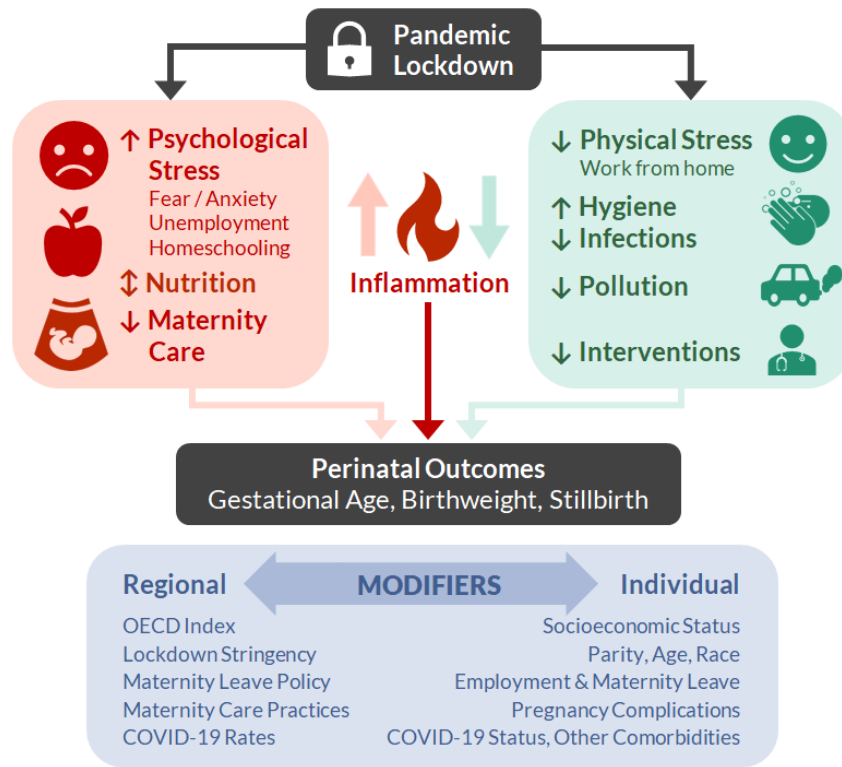 Pandemic
Lockdown
↑ Psychological
Stress
Fear / Anxiety
Unemployment
Homeschooling
↕ Nutrition
↓ Maternity
Care
Inflammation
↓ Physical Stress
Work from home
↑ Hygiene
↓ Infections
↓ Pollution
↓ Interventions
Perinatal Outcomes
Gestational Age, Birthweight, Stillbirth
Regional MODIFIERS Individual
OECD Index
Lockdown Stringency
Maternity Leave Policy
Maternity Care Practices
COVID-19 Rates
Socioeconomic Status
Parity, Age, Race
Employment & Maternity Leave
Pregnancy Complications
COVID-19 Status, Other Comorbidities